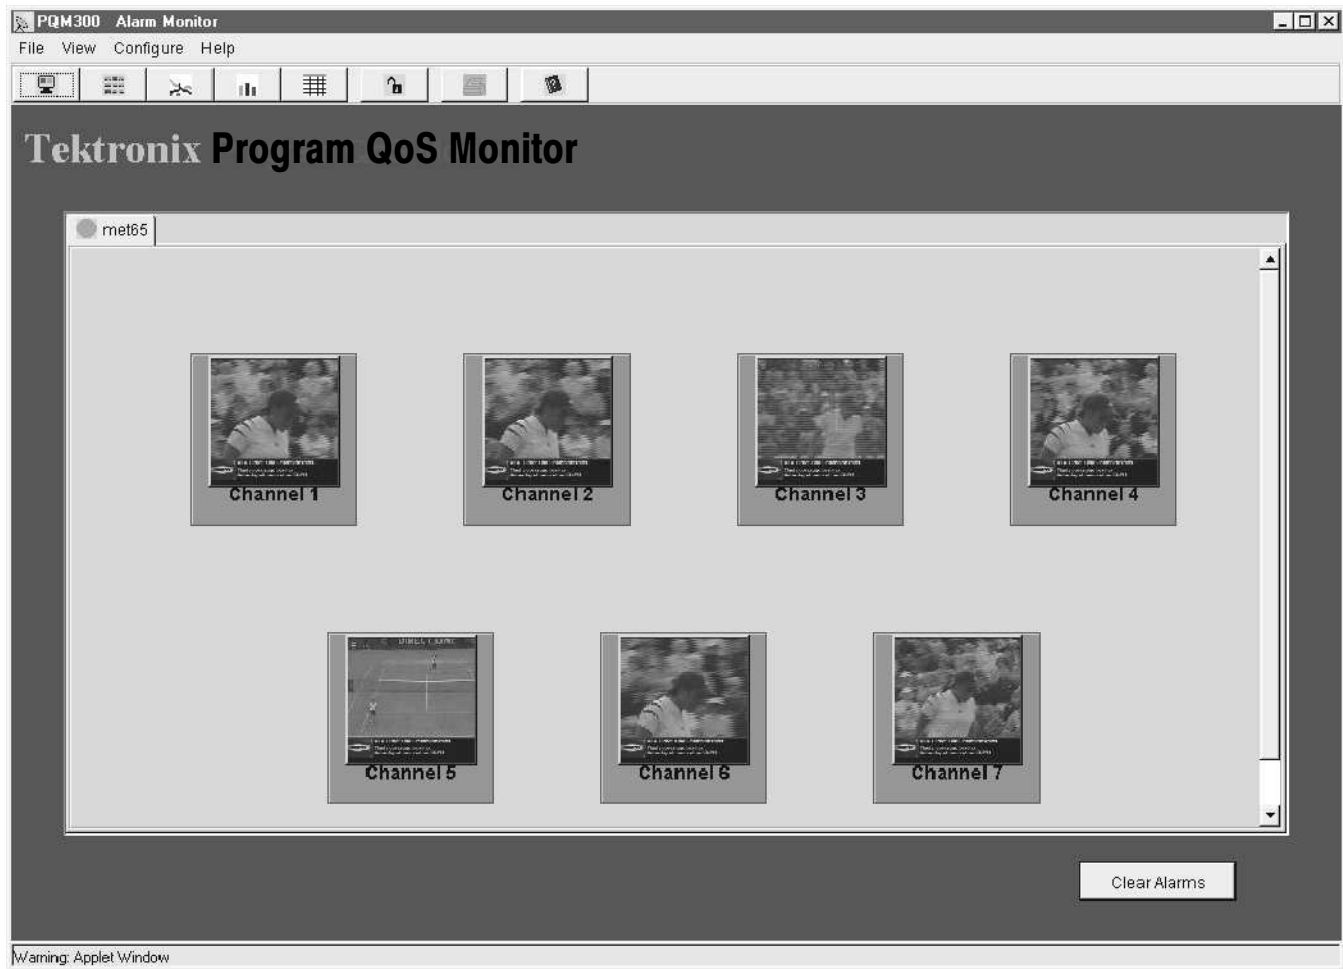 PQM300 Alarm Monitor
File View Configure Help
Tektronix Program QoS Monitor
met65
Channel 1
Channel 2
Channel 3
Channel 4
Channel 5
Channel 6
Channel 7
Clear Alarms
Warning: Applet Window